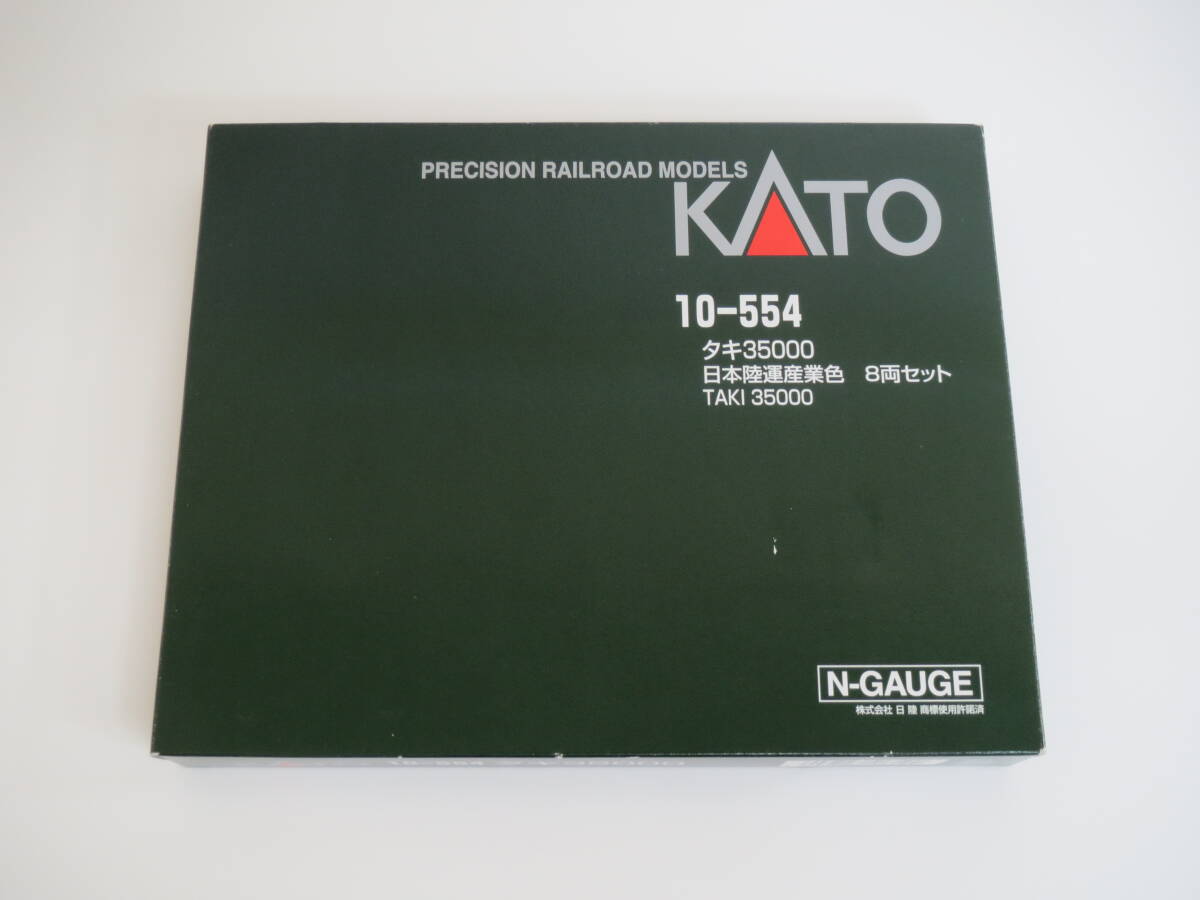 PRECISION RAILROAD MODELS
KATO
10-554
タキ35000
日本陸運産業色 8両セット
TAKI 35000
N-GAUGE
株式会社 日 陸 商標使用許諾済
10-554